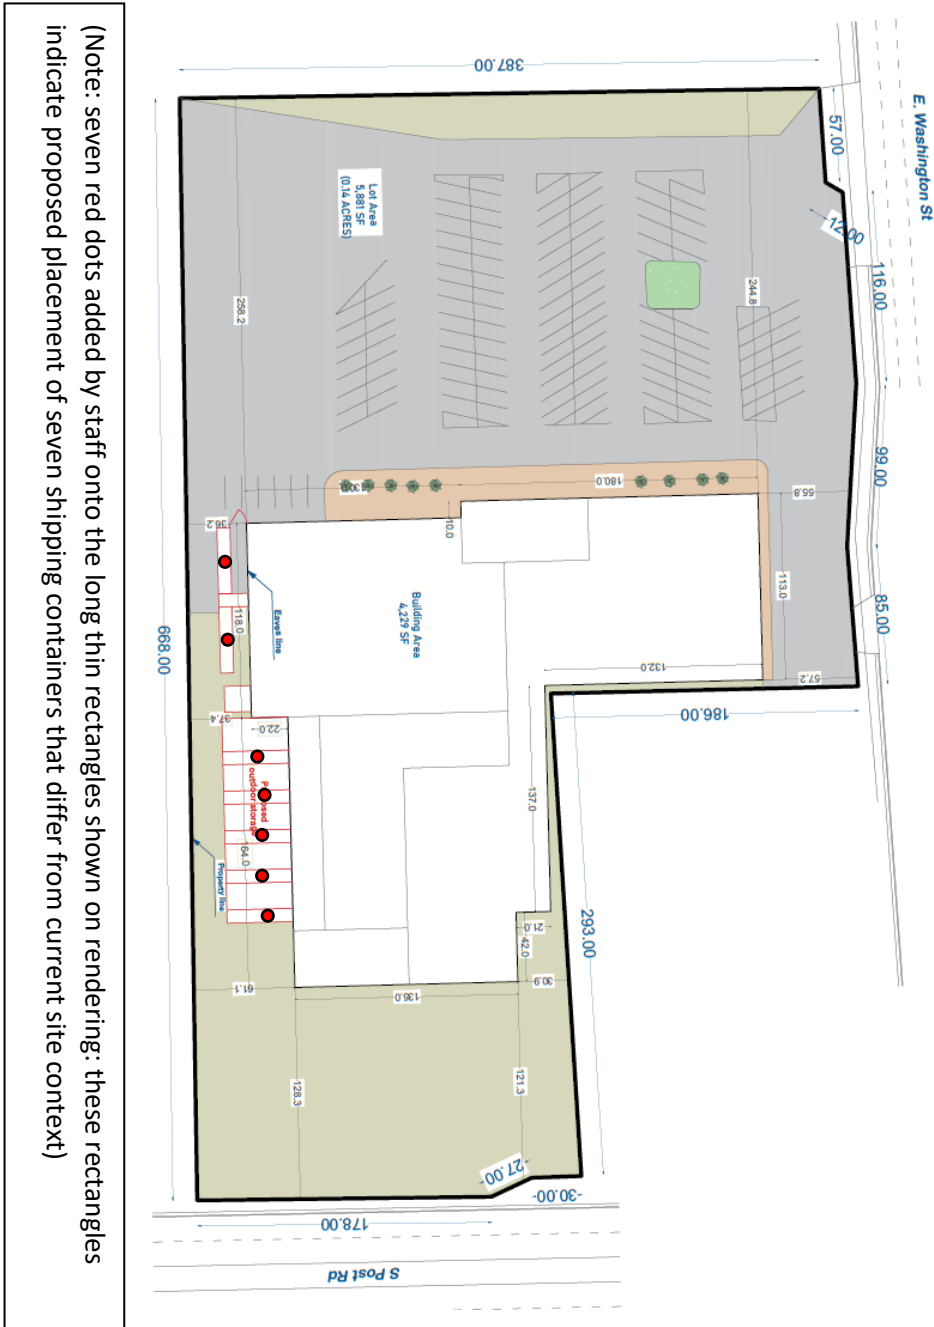 (Note: seven red dots added by staff onto the long thin rectangles shown on rendering: these rectangles
indicate proposed placement of seven shipping containers that differ from current site context)
E. Washington St
387.00
57.00
12.00
116.00
99.00
85.00
Lot Area
5,881 SF
(0.14 ACRES)
258.2
244.8
180.0
55.8
36.2
10.0
113.0
118.0
Eaves line
Building Area
4,229 SF
132.0
57.2
668.00
37.4
22.0
186.00
outdoor storage
137.0
164.0
Property line
293.00
21.0
42.0
61.1
135.0
30.9
128.3
121.3
-27.00-
-30.00-
178.00
S Post Rd